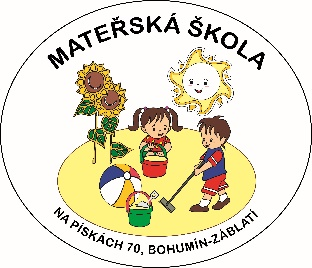 MATEŘSKÁ ŠKOLA
NA PÍSKÁCH 70, BOHUMÍN-ZÁBLATÍ